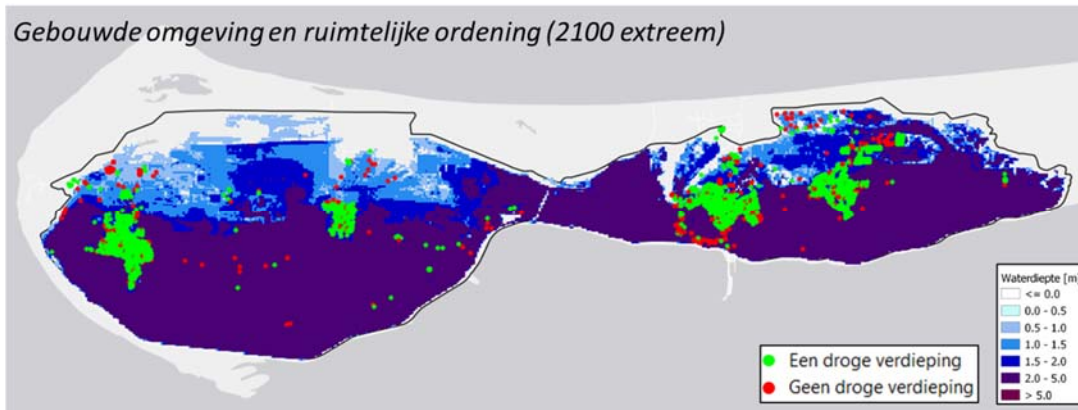 Gebouwde omgeving en ruimtelijke ordening (2100 extreem)
Waterdiepte [m]
<= 0.0
0.0 - 0.5
0.5 - 1.0
1.0 - 1.5
1.5 - 2.0
2.0 - 5.0
> 5.0
Een droge verdieping
Geen droge verdieping